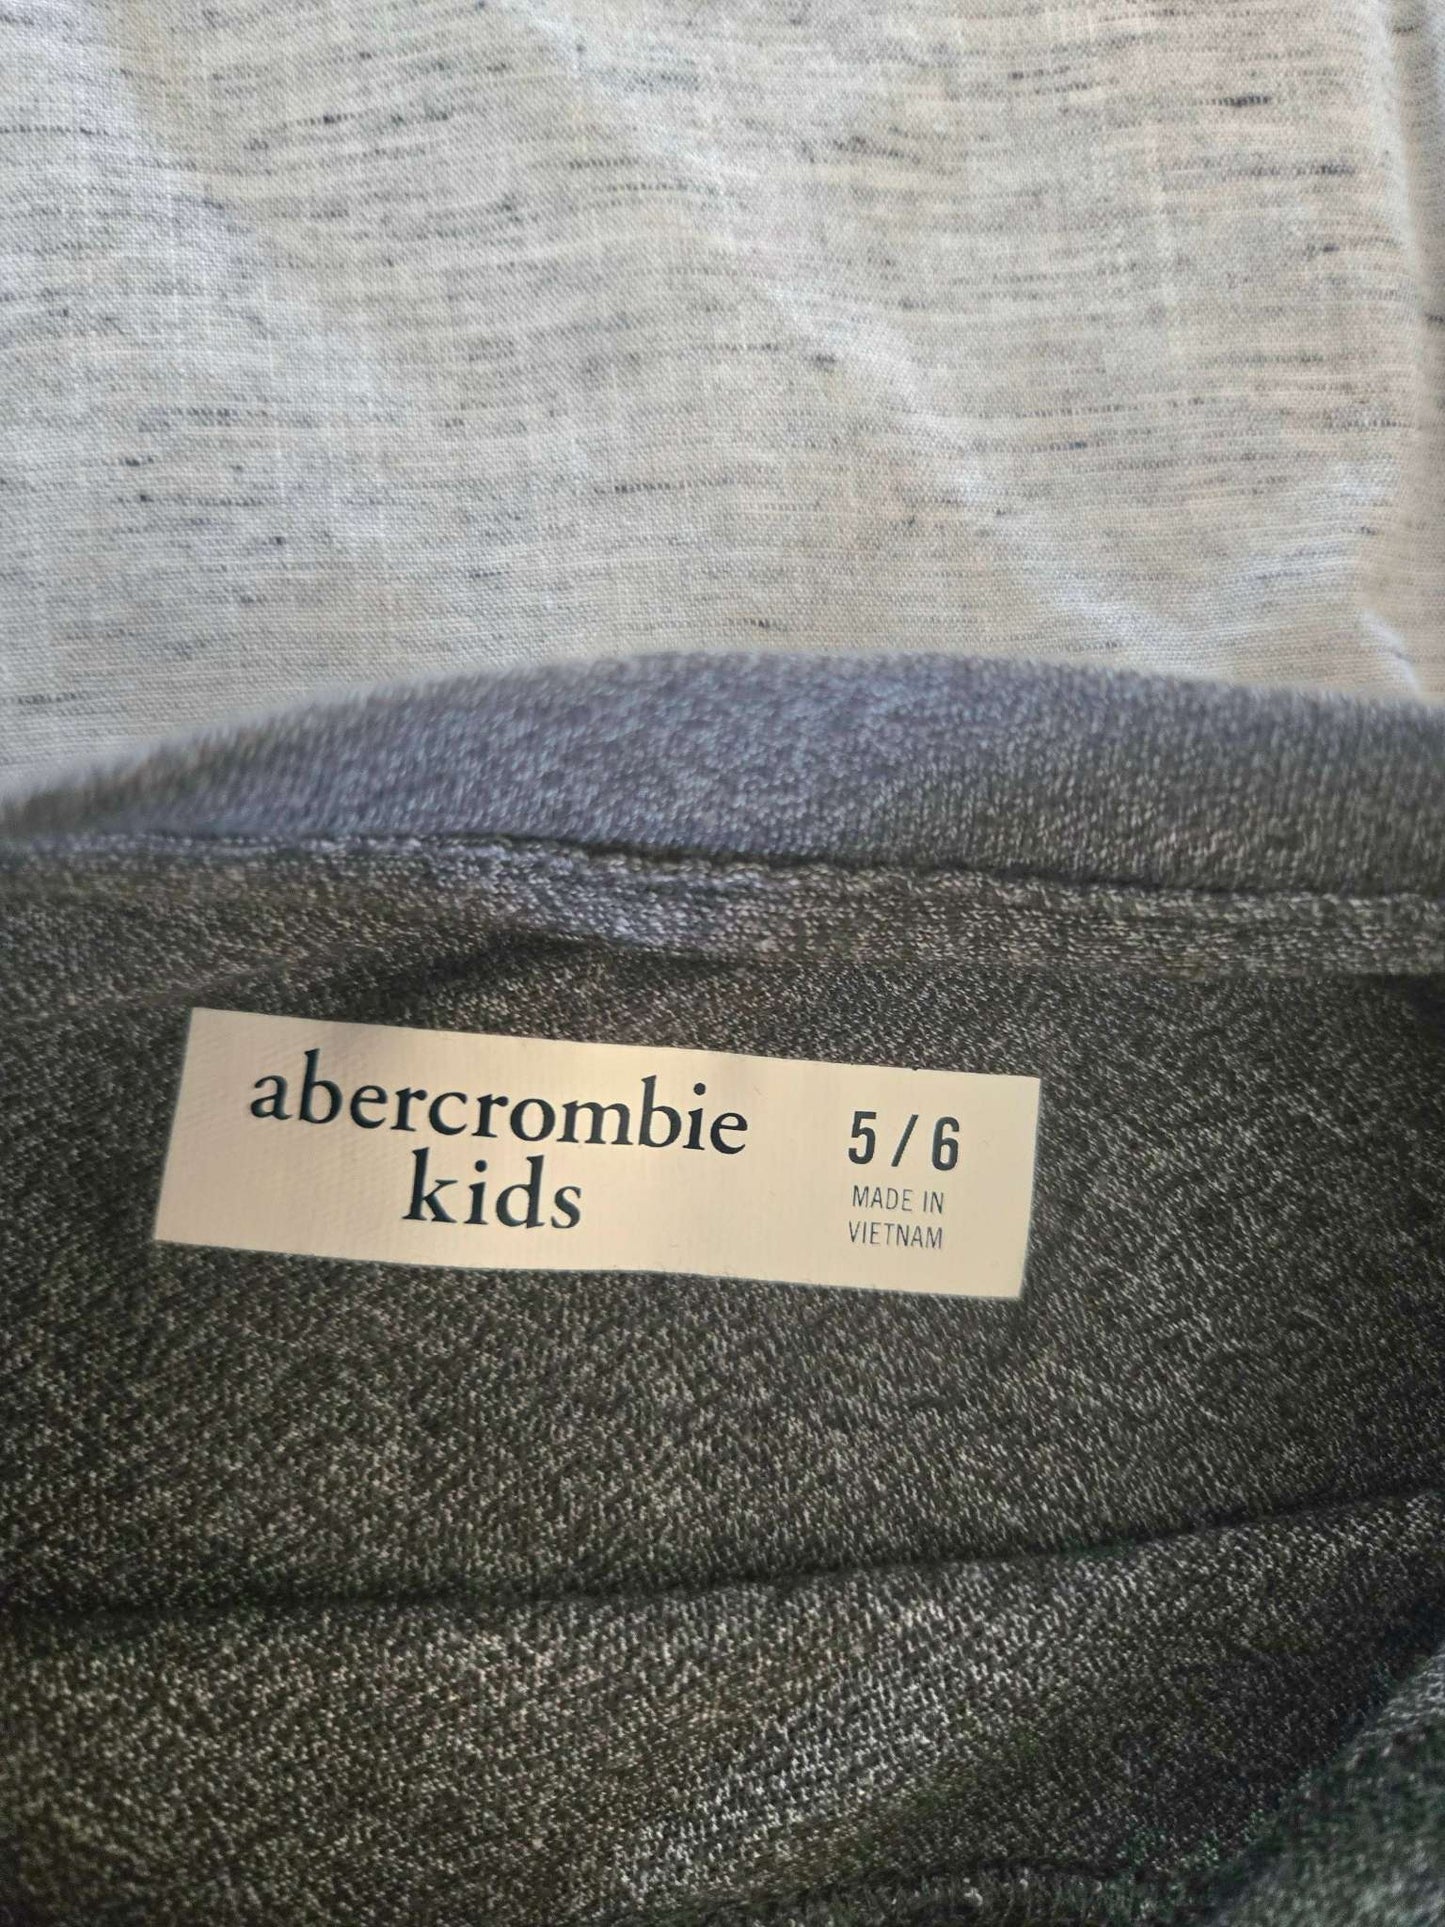 abercrombie
kids
5/6
MADE IN
VIETNAM